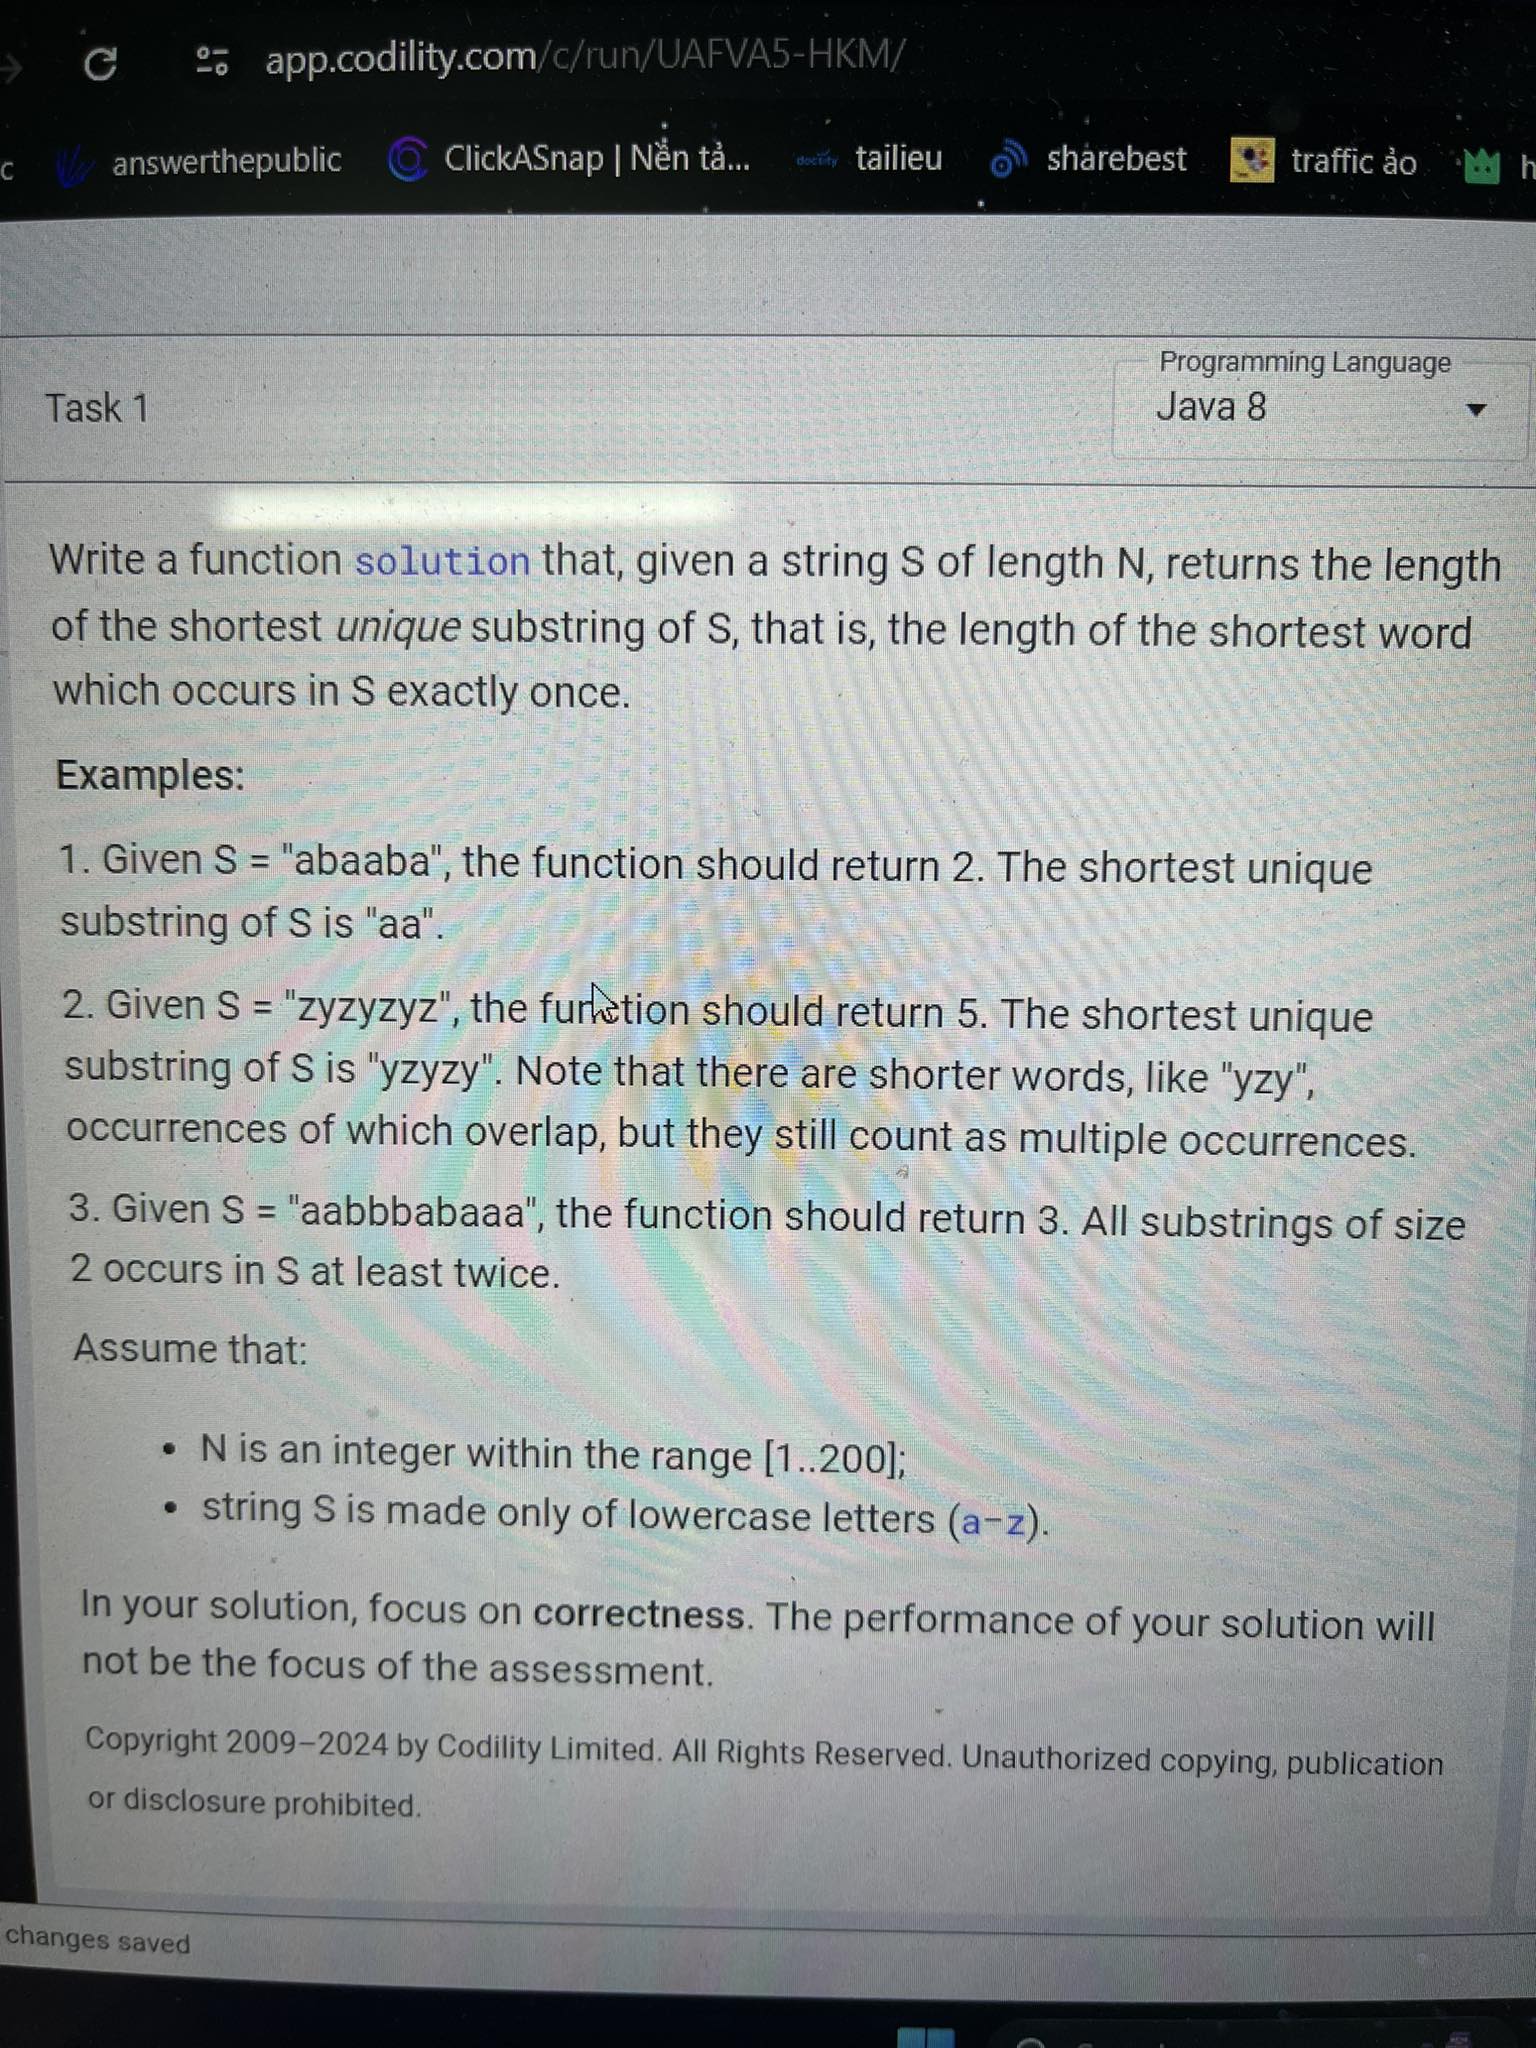 app.codility.com/c/run/UAFVA5-HKM/
c answerthepublic ClickASnap | Nền tả... docsity tailieu sharebest traffic ảo h
Programming Language
Task 1 Java 8
Write a function solution that, given a string S of length N, returns the length
of the shortest unique substring of S, that is, the length of the shortest word
which occurs in S exactly once.
Examples:
1. Given S = "abaaba", the function should return 2. The shortest unique
substring of S is "aa".
2. Given S = "zyzyzyz", the function should return 5. The shortest unique
substring of S is "yzyzy". Note that there are shorter words, like "yzy",
occurrences of which overlap, but they still count as multiple occurrences.
3. Given S = "aabbbabaaa", the function should return 3. All substrings of size
2 occurs in S at least twice.
Assume that:
• N is an integer within the range [1..200];
• string S is made only of lowercase letters (a-z).
In your solution, focus on correctness. The performance of your solution will
not be the focus of the assessment.
Copyright 2009–2024 by Codility Limited. All Rights Reserved. Unauthorized copying, publication
or disclosure prohibited.
changes saved